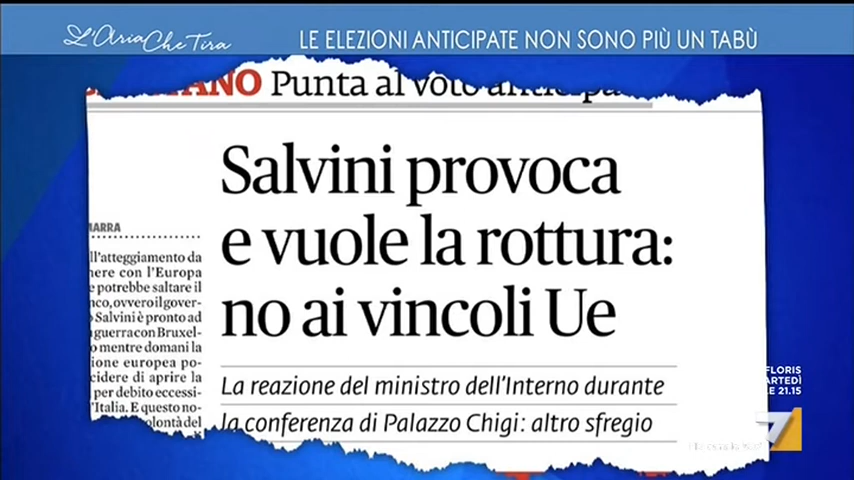 L'Aria Che Tira
LE ELEZIONI ANTICIPATE NON SONO PIÙ UN TABÙ
Punta al voto
Salvini provoca
e vuole la rottura:
no ai vincoli Ue
La reazione del ministro dell'Interno durante
la conferenza di Palazzo Chigi: altro sfregio
MARRA
ll'atteggiamento da
nere con l'Europa
e potrebbe saltare il
nco, ovvero il gover-
Salvini è pronto ad
guerra con Bruxel-
o mentre domani la
ione europea po-
cidere di aprire la
per debito eccessi-
'Italia. E questo no-
olontà del
FLORIS
ARTEDÌ
LE 21.15
7